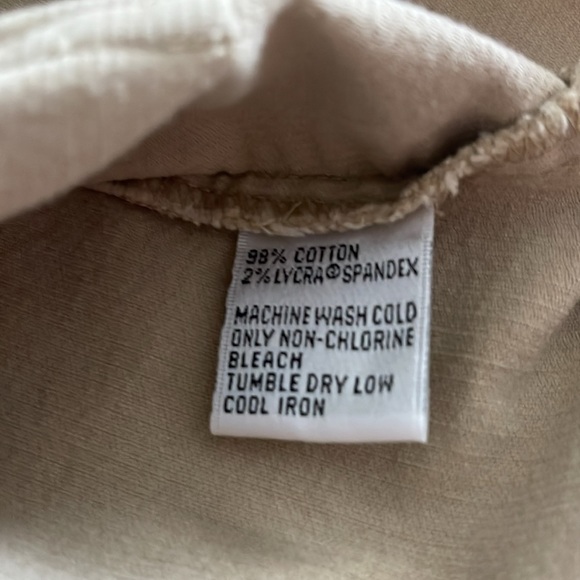 98% COTTON
2% LYCRA® SPANDEX
MACHINE WASH COLD
ONLY NON-CHLORINE
BLEACH
TUMBLE DRY LOW
COOL IRON